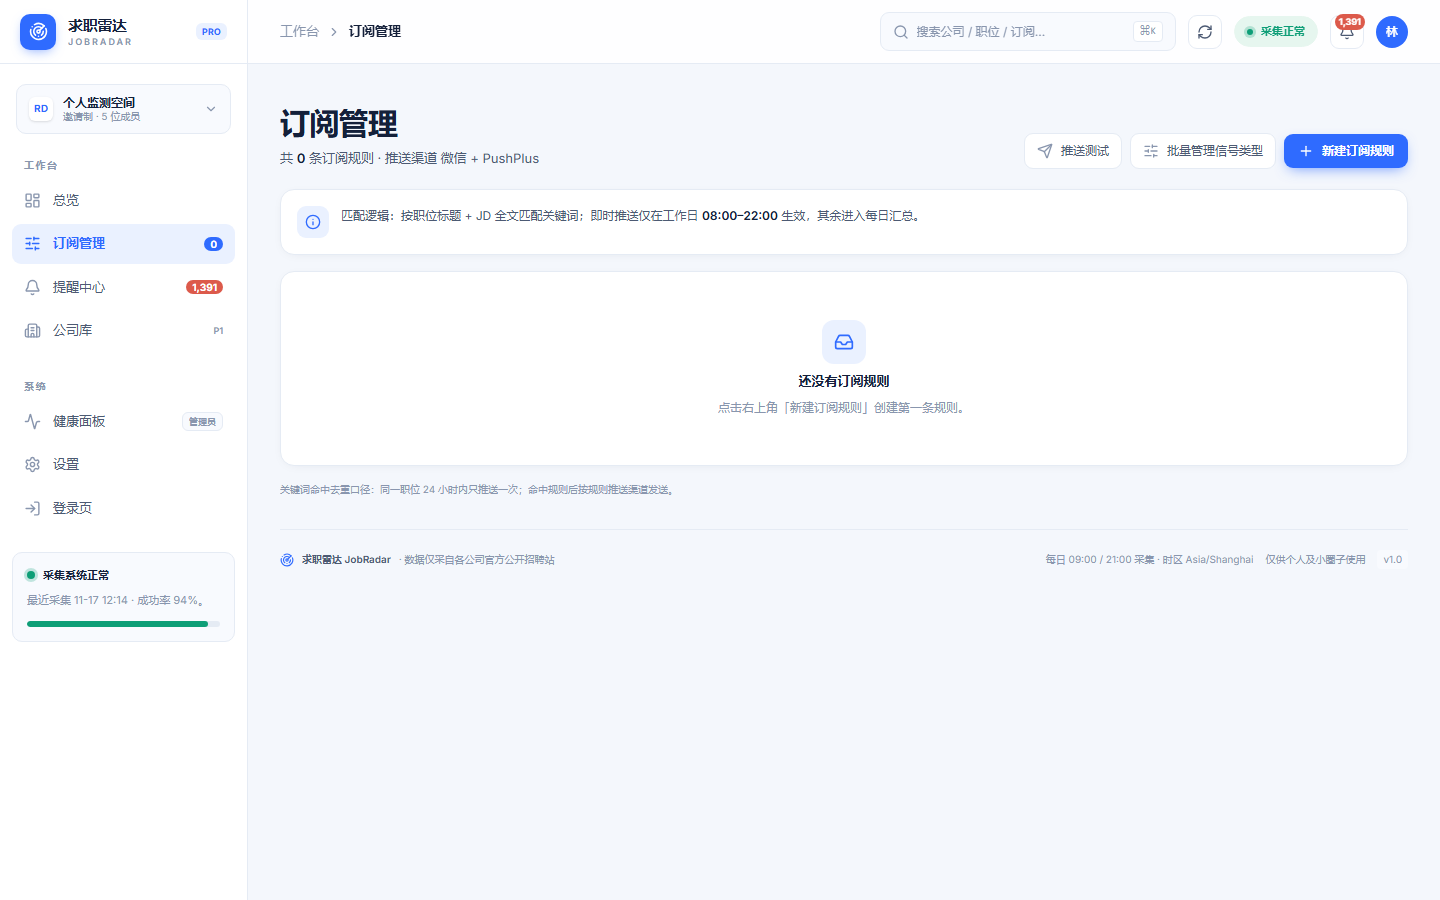 求职雷达
JOBRADAR
PRO
RD
个人监测空间
邀请制 · 5 位成员
工作台
总览
订阅管理
0
提醒中心
1,391
公司库
P1
系统
健康面板
管理员
设置
登录页
采集系统正常
最近采集 11-17 12:14 · 成功率 94%。
工作台
订阅管理
搜索公司 / 职位 / 订阅...
⌘K
采集正常
1,391
林
订阅管理
共 0 条订阅规则 · 推送渠道 微信 + PushPlus
推送测试
批量管理信号类型
新建订阅规则
匹配逻辑：按职位标题 + JD 全文匹配关键词；即时推送仅在工作日 08:00–22:00 生效，其余进入每日汇总。
还没有订阅规则
点击右上角「新建订阅规则」创建第一条规则。
关键词命中去重口径：同一职位 24 小时内只推送一次；命中规则后按规则推送渠道发送。
求职雷达 JobRadar · 数据仅采自各公司官方公开招聘站
每日 09:00 / 21:00 采集 · 时区 Asia/Shanghai 仅供个人及小圈子使用 v1.0